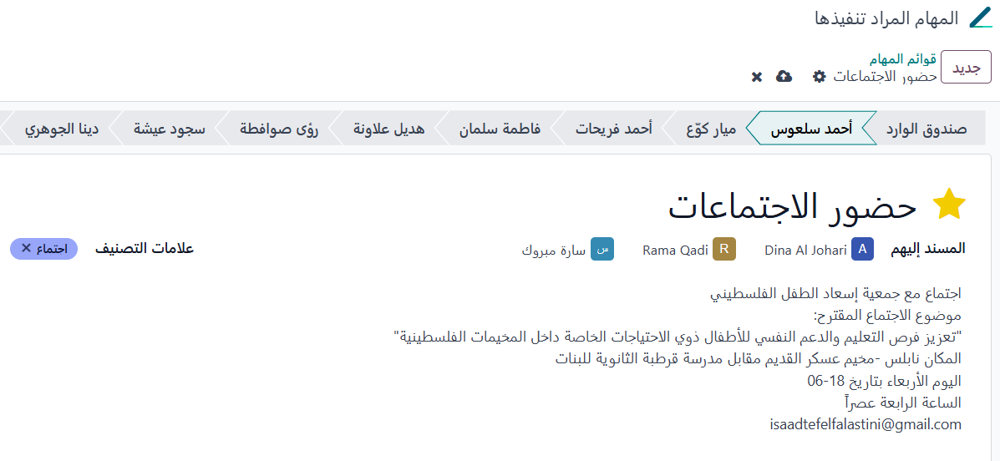 المهام المراد تنفيذها
جديد
قوائم المهام
حضور الاجتماعات
صندوق الوارد
أحمد سلعوس
ميار كوّع
أحمد فريحات
فاطمة سلمان
هديل علاونة
رؤى صوافطة
سجود عيشة
دينا الجوهري
حضور الاجتماعات
المسند إليهم
A Dina Al Johari
R Rama Qadi
س سارة مبروك
علامات التصنيف
اجتماع
اجتماع مع جمعية إسعاد الطفل الفلسطيني
موضوع الاجتماع المقترح:
"تعزيز فرص التعليم والدعم النفسي للأطفال ذوي الاحتياجات الخاصة داخل المخيمات الفلسطينية"
المكان نابلس -مخيم عسكر القديم مقابل مدرسة قرطبة الثانوية للبنات
اليوم الأربعاء بتاريخ 18-06
الساعة الرابعة عصراً
isaadtefelfalastini@gmail.com